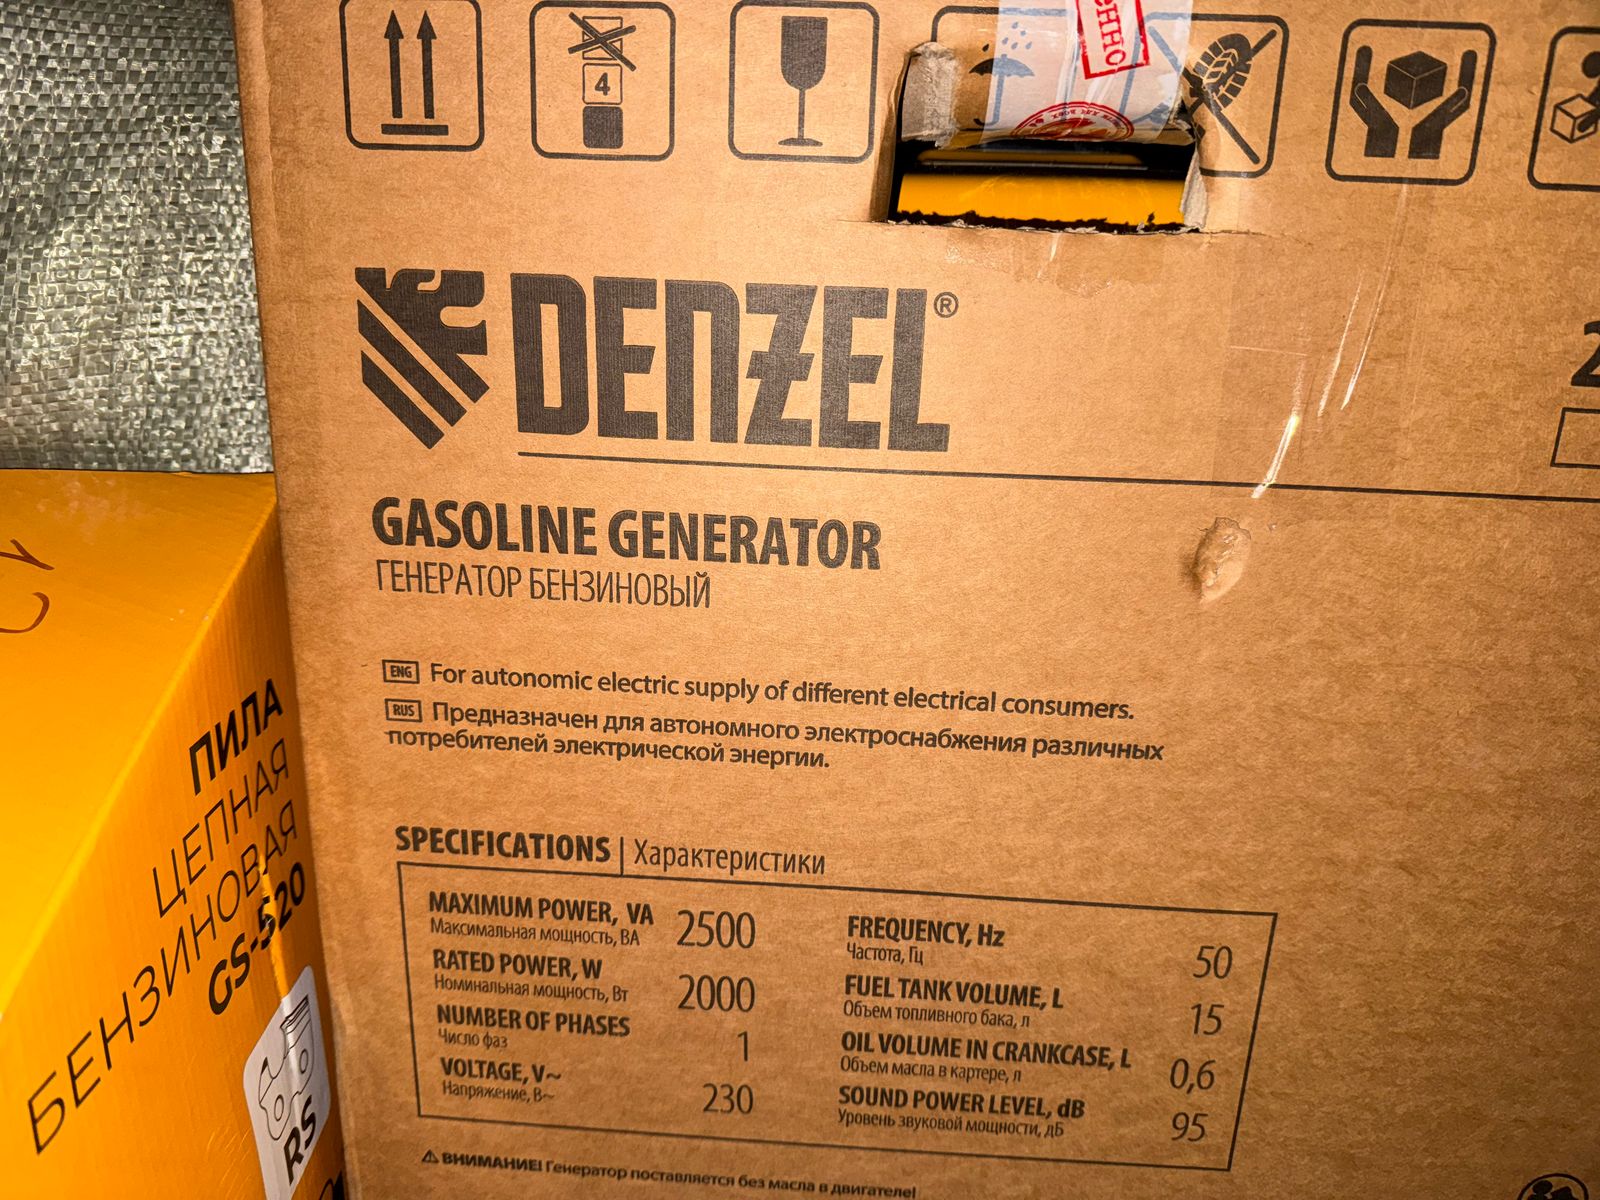 4
ЕННО
DENZEL®
GASOLINE GENERATOR
ГЕНЕРАТОР БЕНЗИНОВЫЙ
ENG For autonomic electric supply of different electrical consumers.
RUS Предназначен для автономного электроснабжения различных
потребителей электрической энергии.
SPECIFICATIONS | Характеристики
MAXIMUM POWER, VA 2500
Максимальная мощность, ВА
RATED POWER, W 2000
Номинальная мощность, Вт
NUMBER OF PHASES 1
Число фаз
VOLTAGE, V~ 230
Напряжение, В~
FREQUENCY, Hz 50
Частота, Гц
FUEL TANK VOLUME, L 15
Объем топливного бака, л
OIL VOLUME IN CRANKCASE, L 0,6
Объем масла в картере, л
SOUND POWER LEVEL, dB 95
Уровень звуковой мощности, дБ
⚠ ВНИМАНИЕ! Генератор поставляется без масла в двигателе!
2
ПИЛА
ЦЕПНАЯ
БЕНЗИНОВАЯ
GS-520
RS